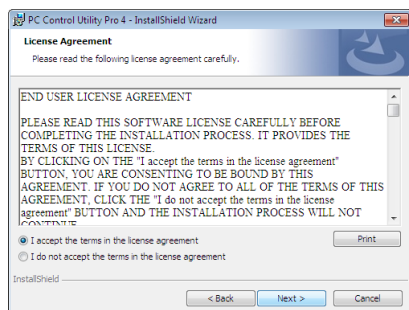 PC Control Utility Pro 4 - InstallShield Wizard
License Agreement
Please read the following license agreement carefully.
END USER LICENSE AGREEMENT
PLEASE READ THIS SOFTWARE LICENSE CAREFULLY BEFORE
COMPLETING THE INSTALLATION PROCESS. IT PROVIDES THE
TERMS OF THIS LICENSE.
BY CLICKING ON THE "I accept the terms in the license agreement"
BUTTON, YOU ARE CONSENTING TO BE BOUND BY THIS
AGREEMENT. IF YOU DO NOT AGREE TO ALL OF THE TERMS OF THIS
AGREEMENT, CLICK THE "I do not accept the terms in the license
agreement" BUTTON AND THE INSTALLATION PROCESS WILL NOT
CONTINUE
I accept the terms in the license agreement
Print
I do not accept the terms in the license agreement
InstallShield
< Back
Next >
Cancel